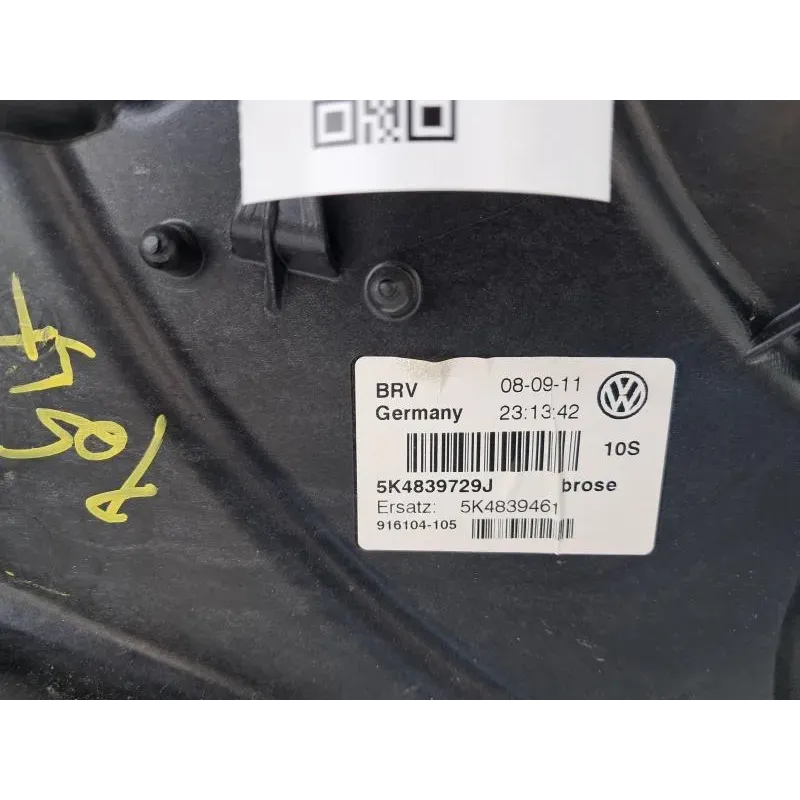 BRV 08-09-11
Germany 23:13:42
10S
5K4839729J brose
Ersatz: 5K4839461
916104-105